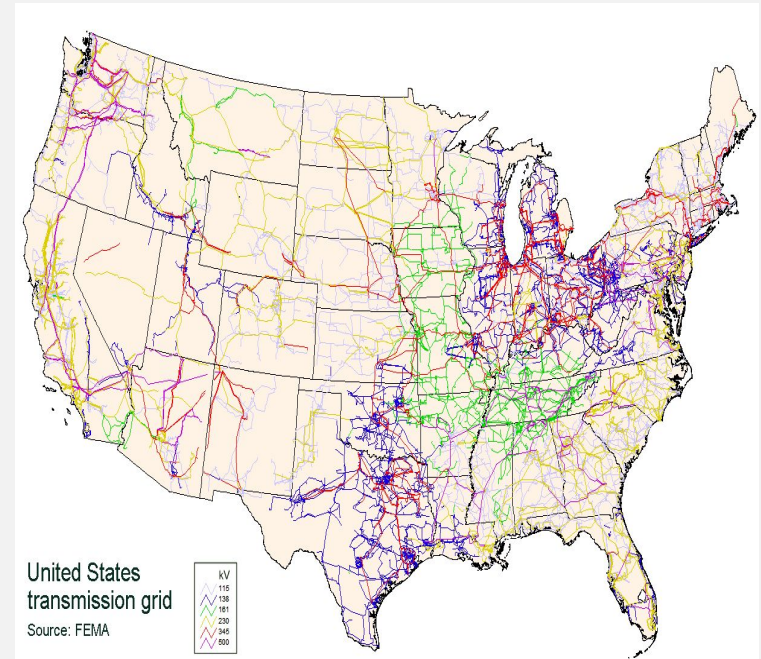 United States
transmission grid
Source: FEMA
kV
115
138
161
230
345
500